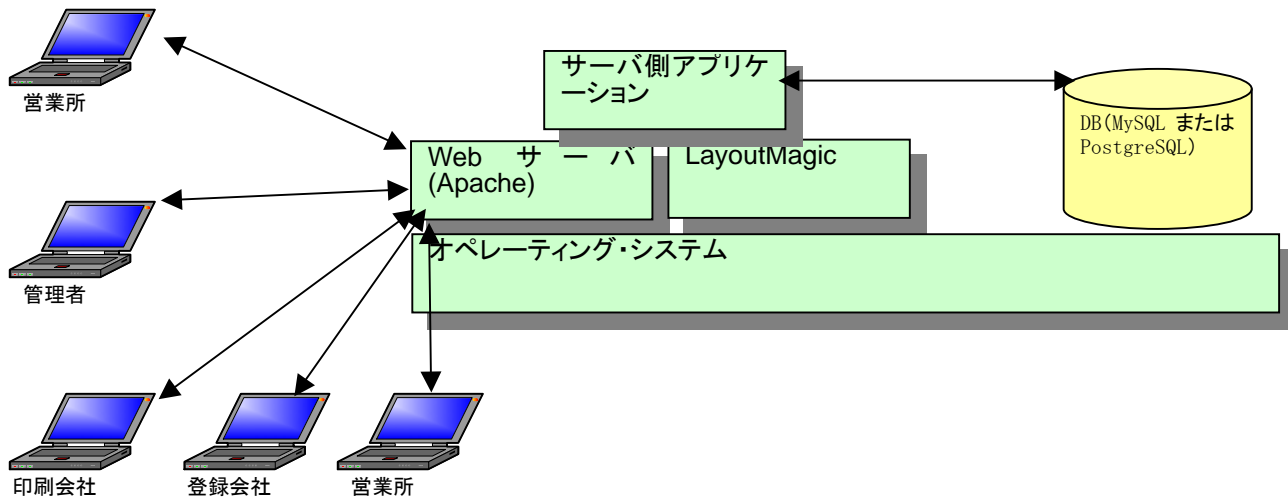 営業所
サーバ側アプリケ
ーション
DB(MySQL または
PostgreSQL)
Web サーバ
(Apache)
LayoutMagic
オペレーティング・システム
管理者
印刷会社
登録会社
営業所